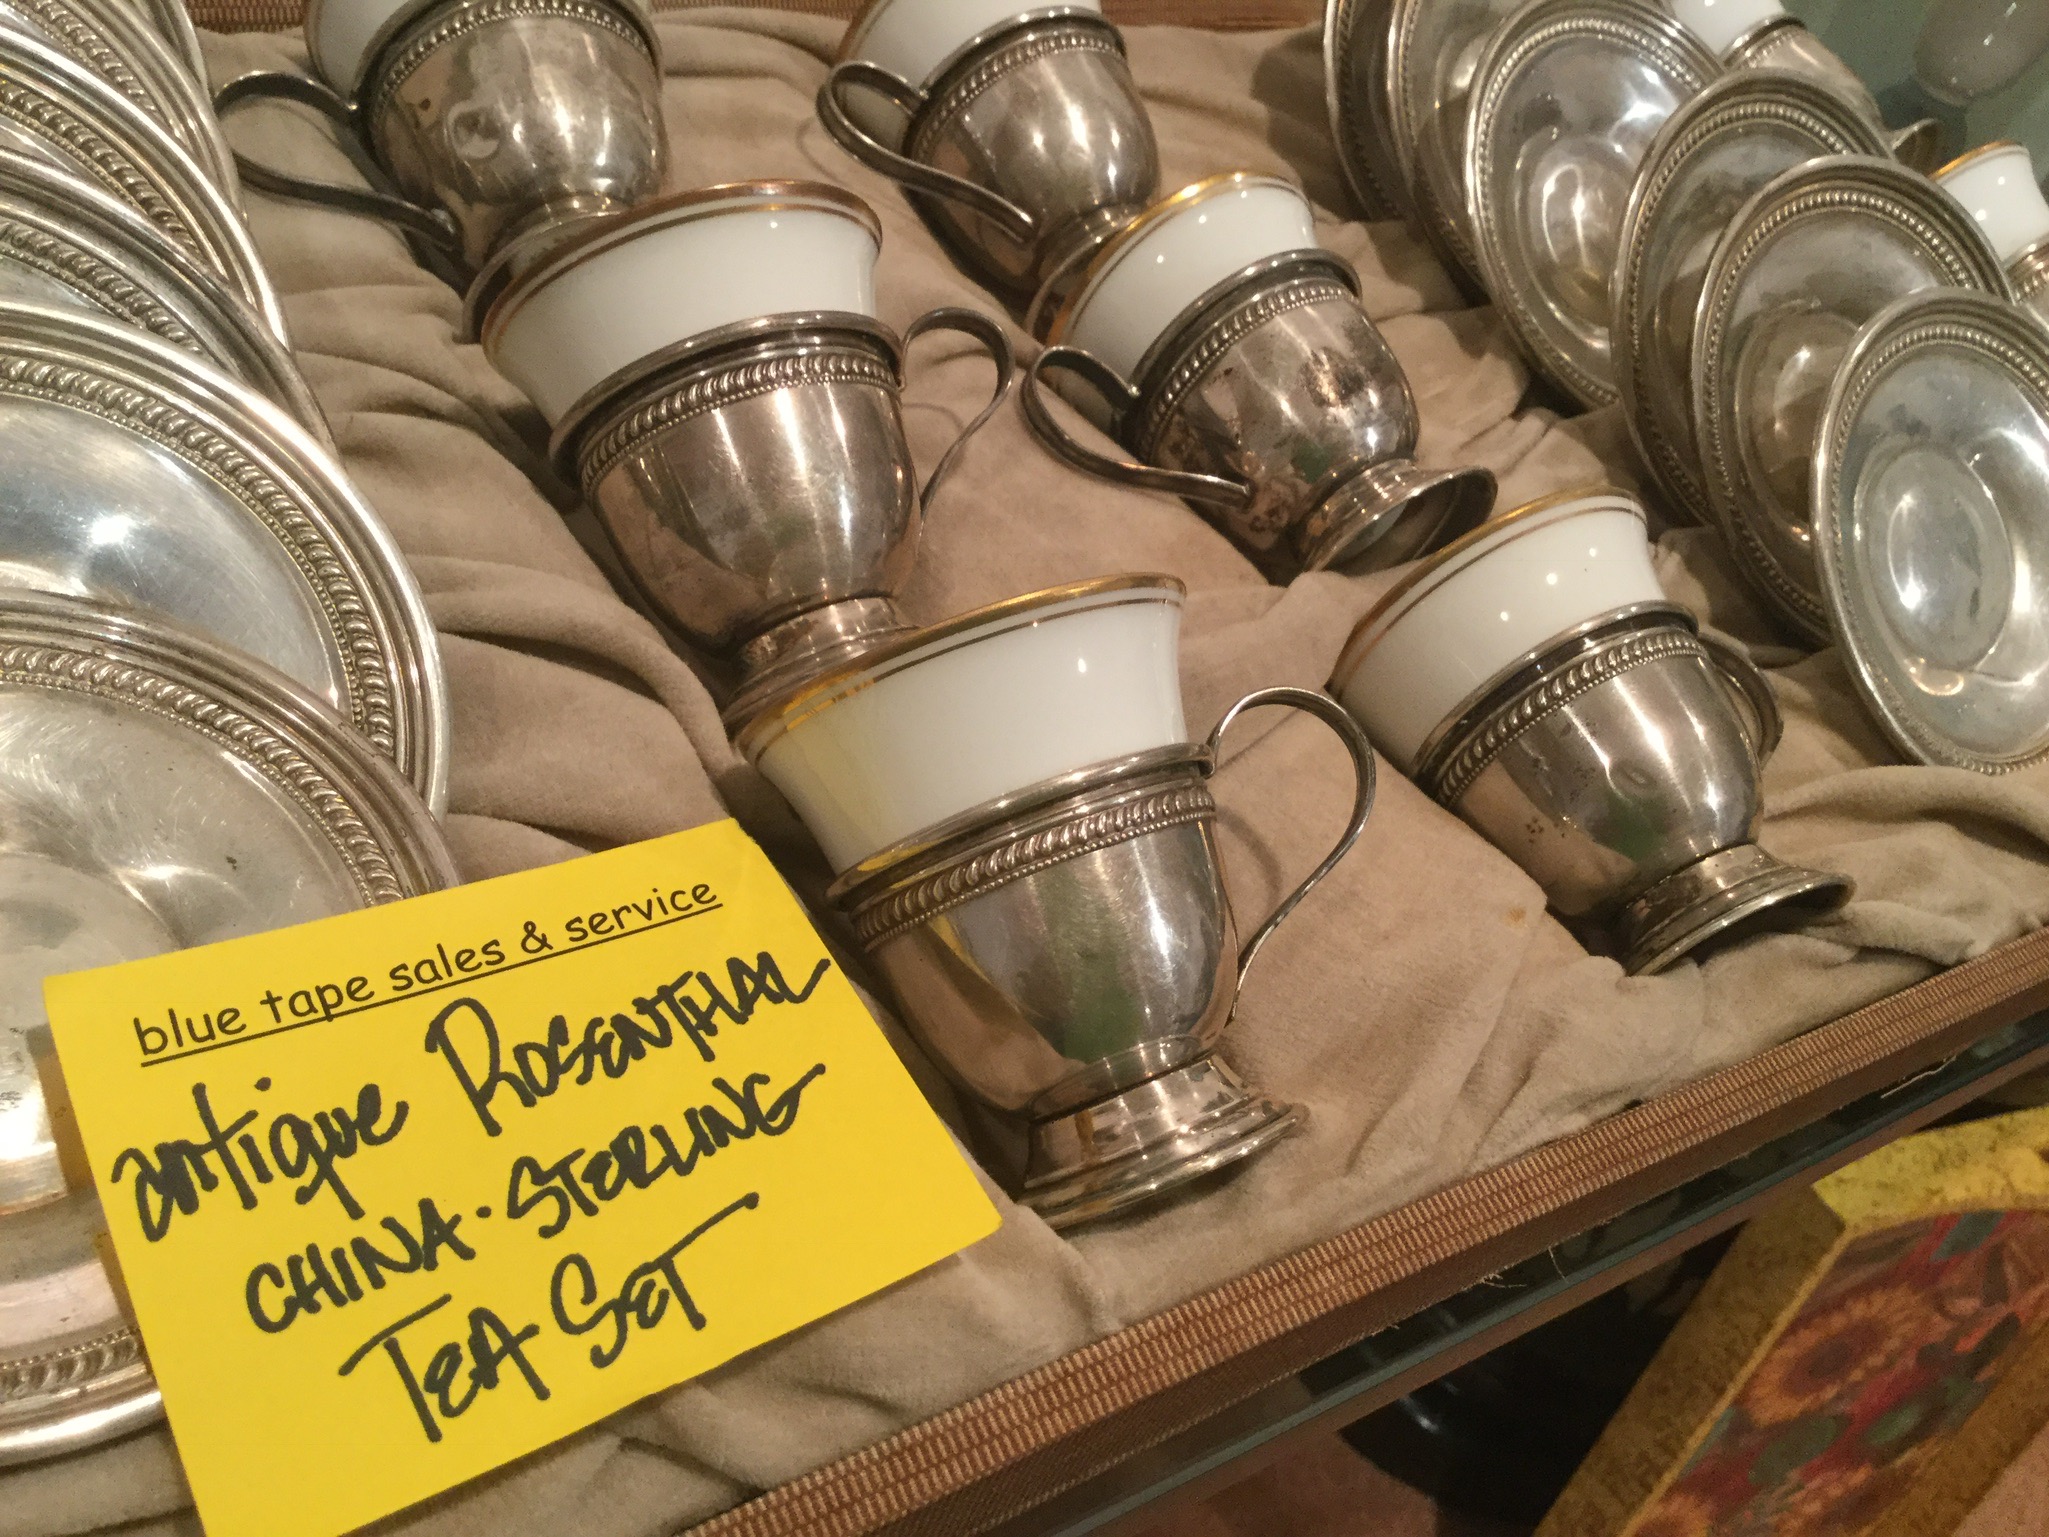 blue tape sales & service
antique ROSENTHAL
CHINA · STERLING
TEA SET